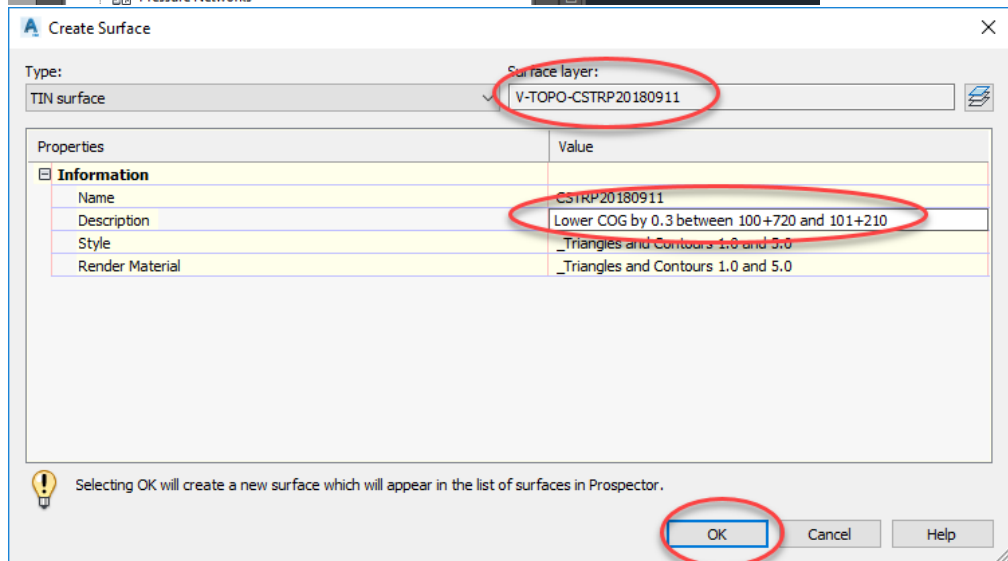 Pressure Networks
Create Surface
Type:
Surface layer:
TIN surface
V-TOPO-CSTRP20180911
Properties
Value
Information
Name
CSTRP20180911
Description
Lower COG by 0.3 between 100+720 and 101+210
Style
_Triangles and Contours 1.0 and 5.0
Render Material
_Triangles and Contours 1.0 and 5.0
Selecting OK will create a new surface which will appear in the list of surfaces in Prospector.
OK
Cancel
Help